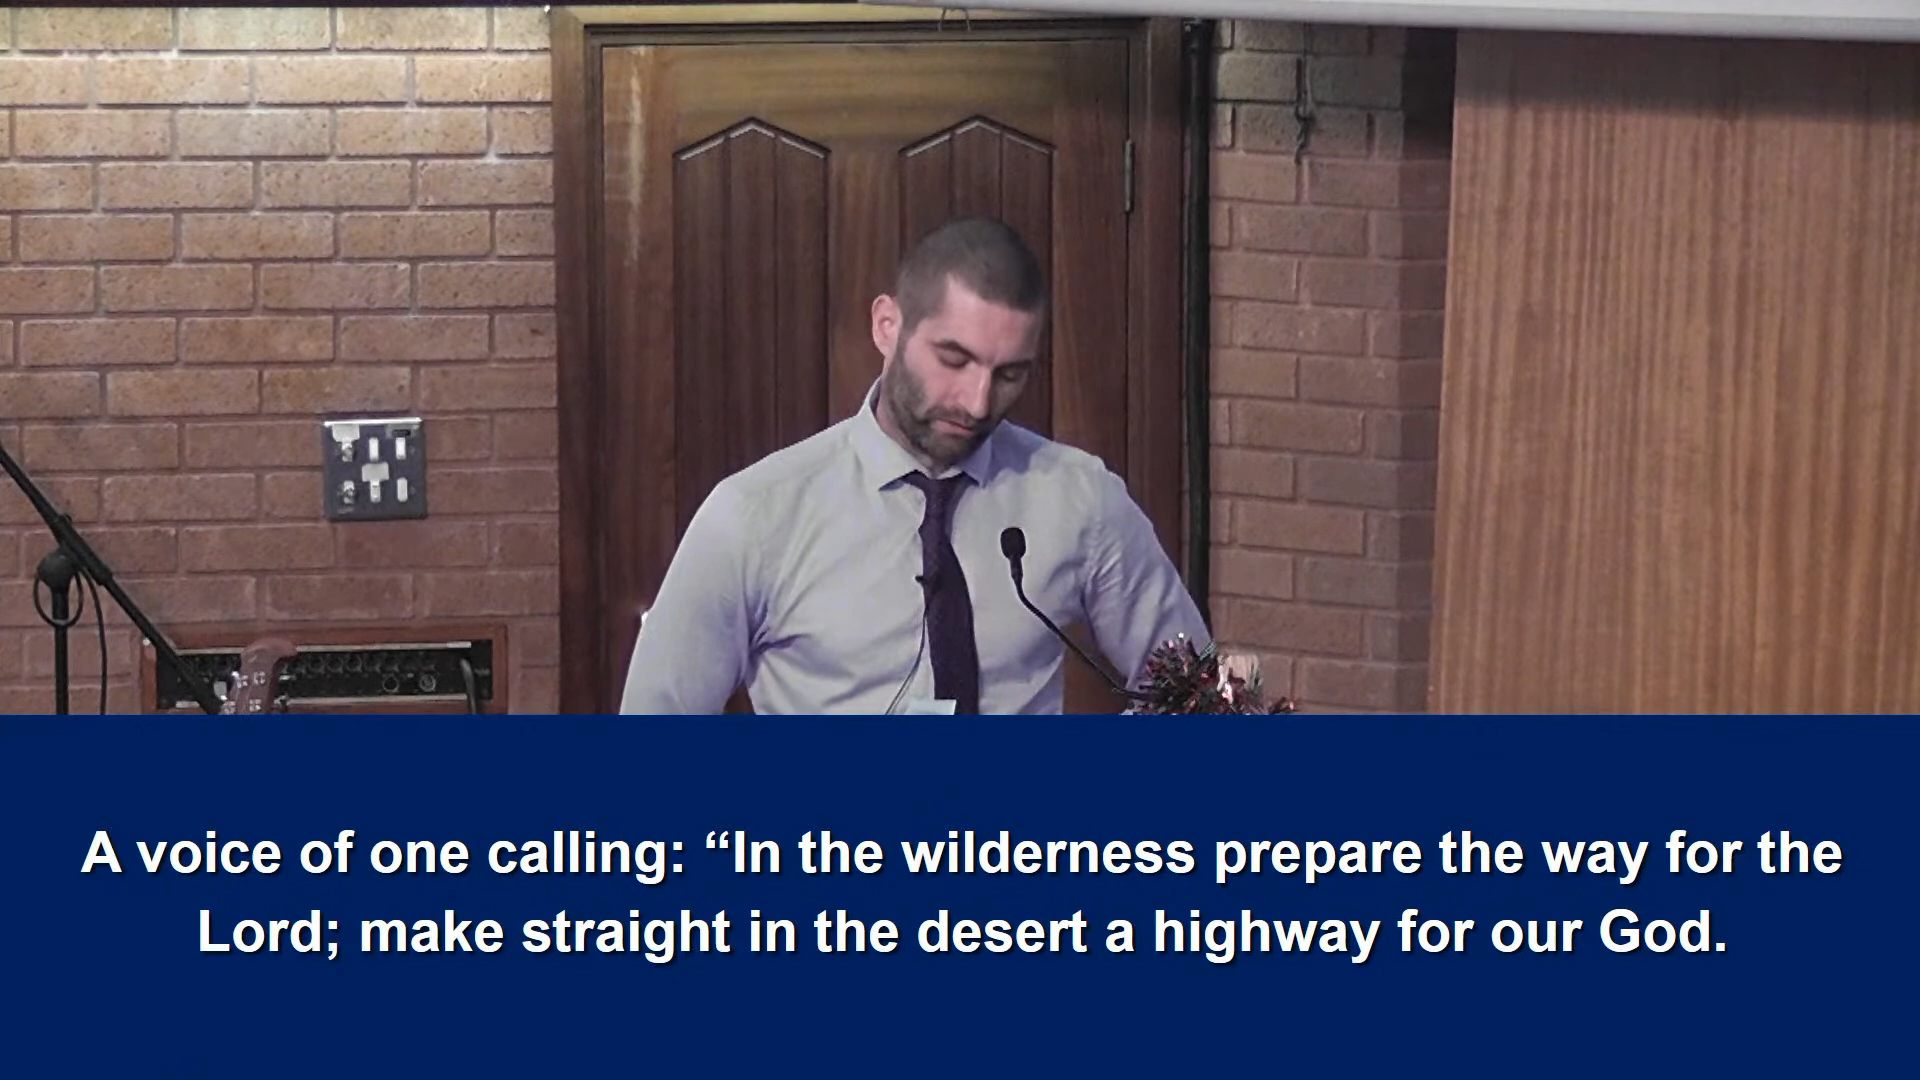 A voice of one calling: “In the wilderness prepare the way for the
Lord; make straight in the desert a highway for our God.